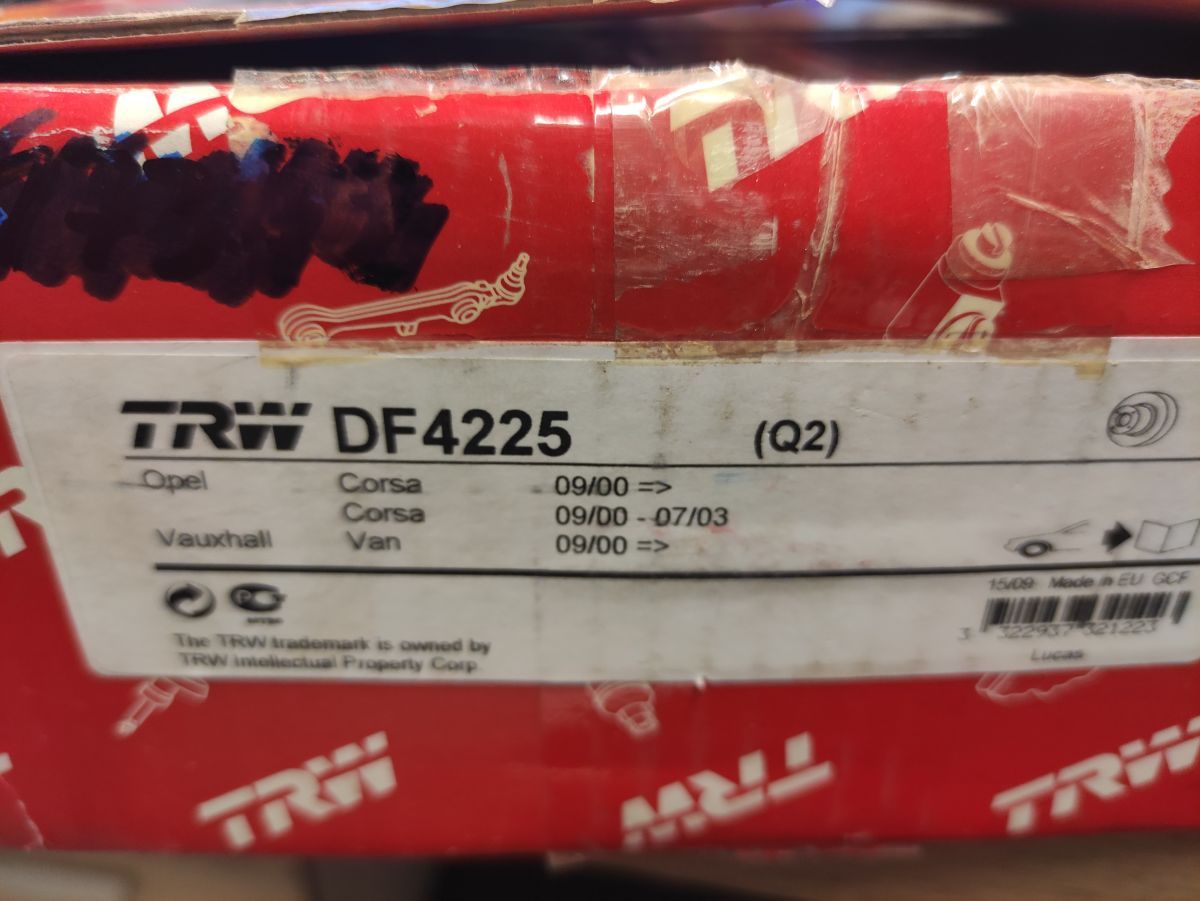 TRW DF4225 (Q2)
Opel Corsa 09/00 =>
Corsa 09/00 - 07/03
Vauxhall Van 09/00 =>
15/09 Made in EU GCF
3 322937 321223
Lucas
The TRW trademark is owned by
TRW Intellectual Property Corp.
TRW
TRW
TRW